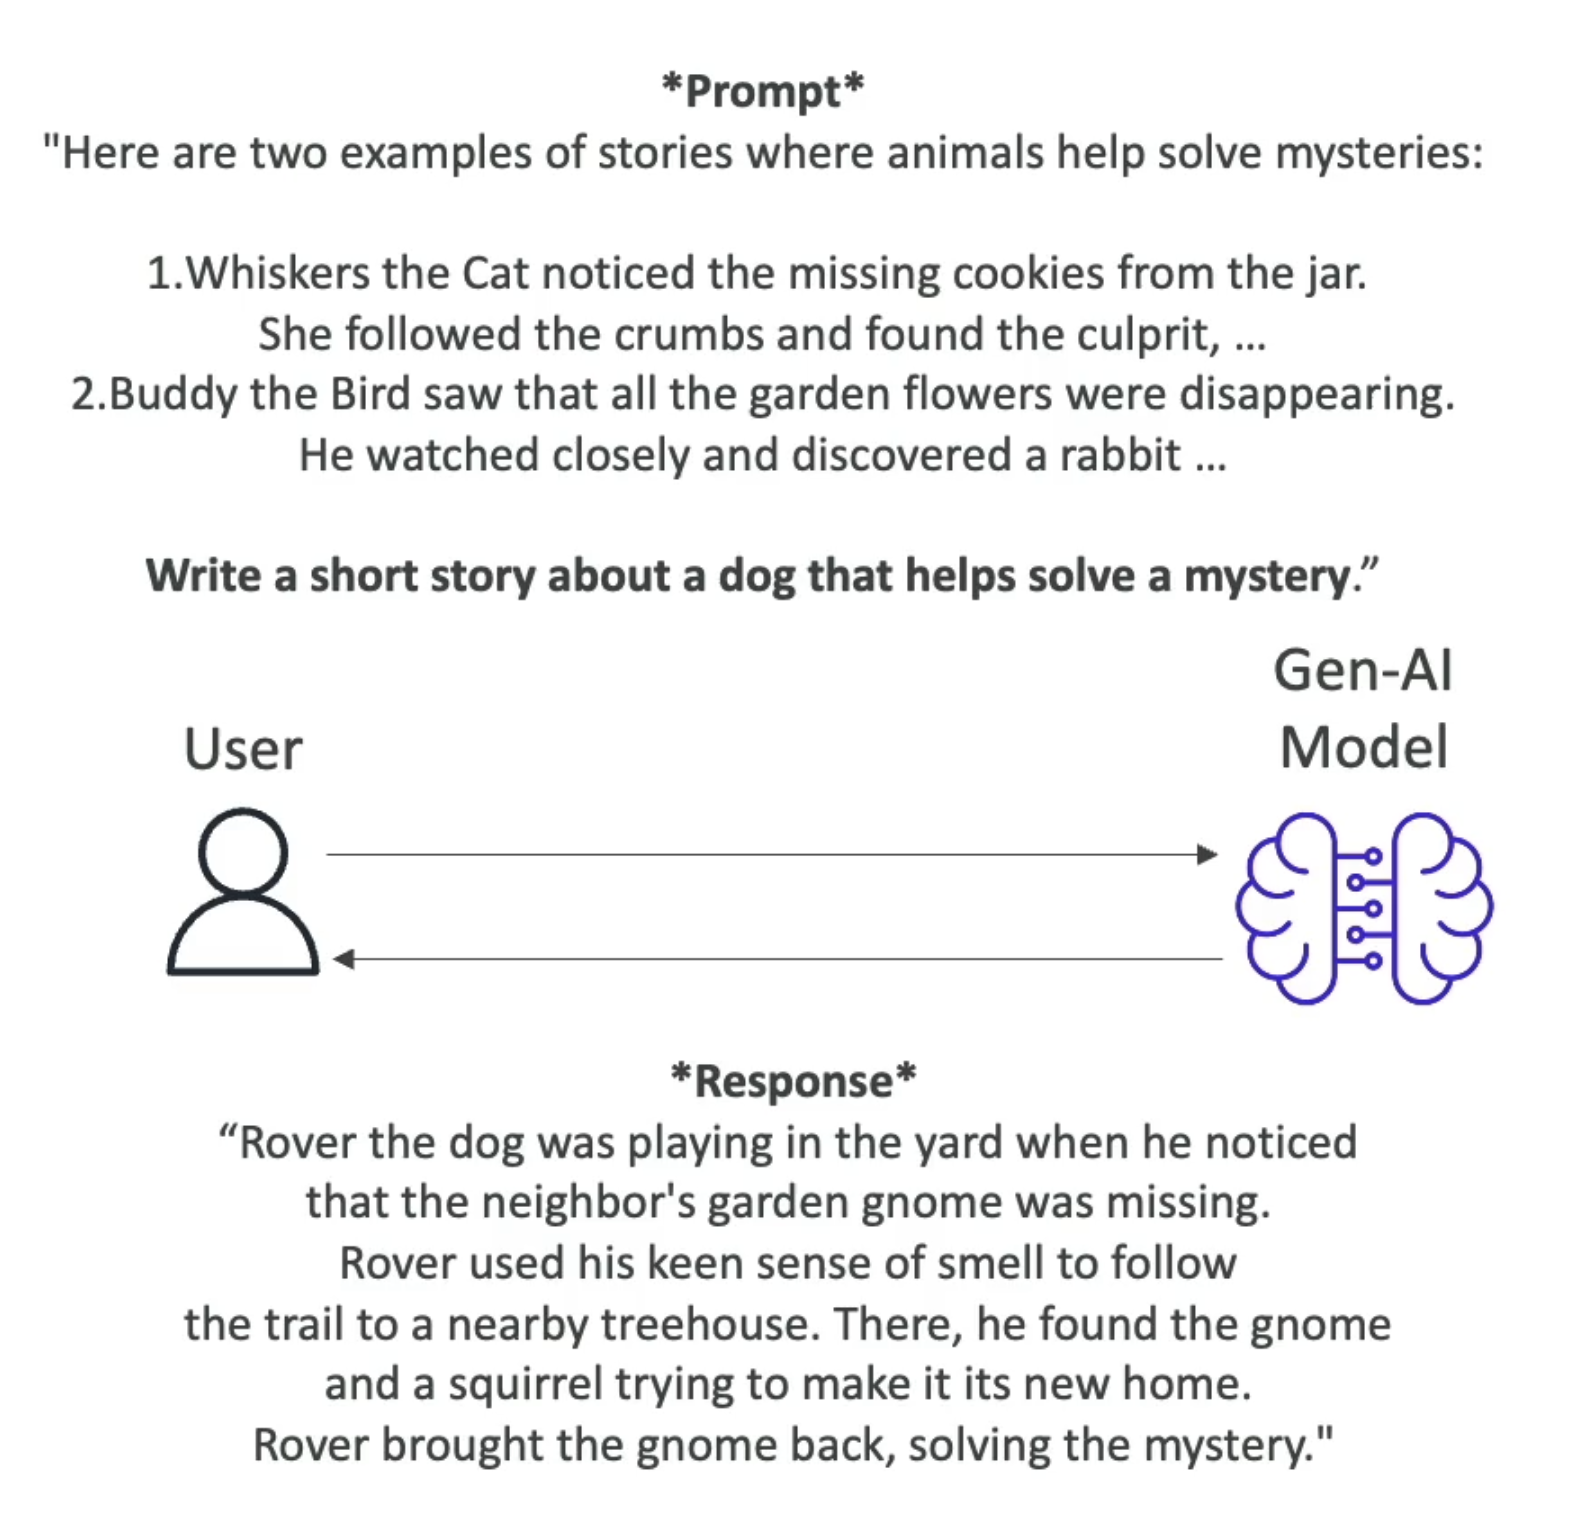 *Prompt*
"Here are two examples of stories where animals help solve mysteries:
1.Whiskers the Cat noticed the missing cookies from the jar.
She followed the crumbs and found the culprit, ...
2.Buddy the Bird saw that all the garden flowers were disappearing.
He watched closely and discovered a rabbit ...
Write a short story about a dog that helps solve a mystery.”
Gen-AI
Model
User
*Response*
“Rover the dog was playing in the yard when he noticed
that the neighbor's garden gnome was missing.
Rover used his keen sense of smell to follow
the trail to a nearby treehouse. There, he found the gnome
and a squirrel trying to make it its new home.
Rover brought the gnome back, solving the mystery."